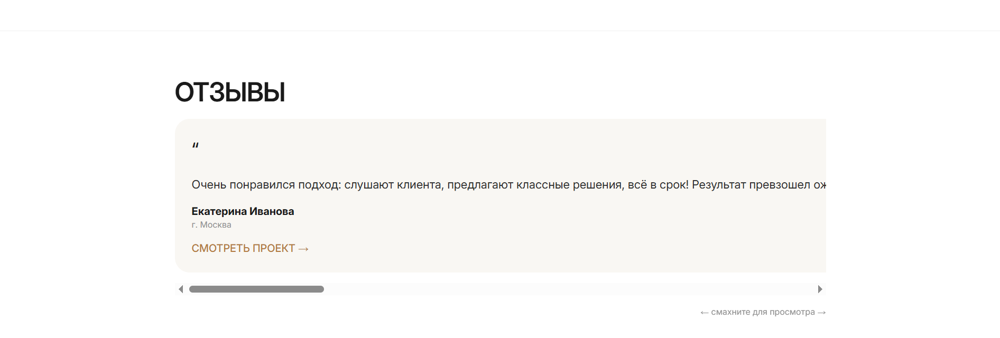 ОТЗЫВЫ
“
Очень понравился подход: слушают клиента, предлагают классные решения, всё в срок! Результат превзошел ож
Екатерина Иванова
г. Москва
СМОТРЕТЬ ПРОЕКТ →
← смахните для просмотра →